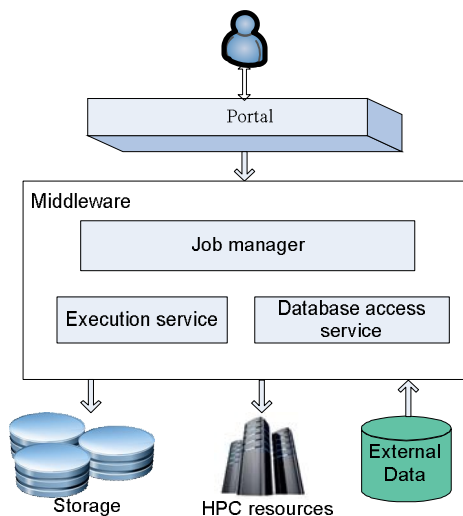 Portal
Middleware
Job manager
Execution service
Database access
service
Storage
HPC resources
External
Data